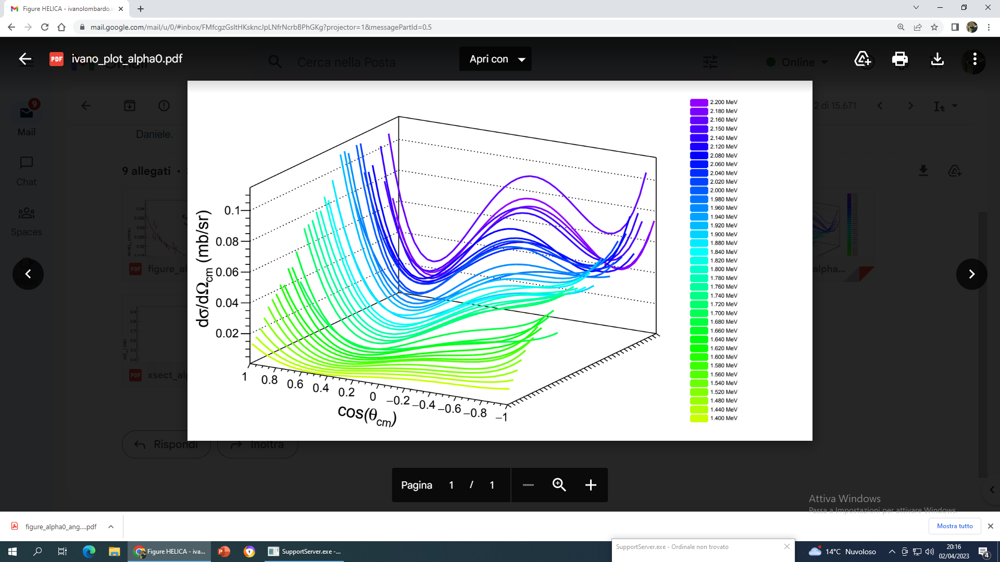 Figure HELICA - ivanolombardo.i
mail.google.com/mail/u/0/#inbox/FMfcgzGsltHKskncJpLNfrNcrbBPhGKg?projector=1&messagePartId=0.5
PDF ivano_plot_alpha0.pdf
Cerca nella Posta
Apri con
Online
9
Mail
Chat
Spaces
Daniele.
9 allegati
2 di 15.671
PDF figure_al
PDF xsect_alp
alpha...
Rispondi
Inoltra
dσ/dΩcm (mb/sr)
0.1
0.08
0.06
0.04
0.02
1
0.8
0.6
0.4
0.2
0
−0.2
−0.4
−0.6
−0.8
−1
cos(θcm)
2.200 MeV
2.180 MeV
2.160 MeV
2.150 MeV
2.140 MeV
2.120 MeV
2.080 MeV
2.060 MeV
2.040 MeV
2.020 MeV
2.000 MeV
1.980 MeV
1.960 MeV
1.940 MeV
1.920 MeV
1.900 MeV
1.880 MeV
1.840 MeV
1.820 MeV
1.800 MeV
1.780 MeV
1.760 MeV
1.740 MeV
1.720 MeV
1.700 MeV
1.680 MeV
1.660 MeV
1.640 MeV
1.620 MeV
1.600 MeV
1.580 MeV
1.560 MeV
1.540 MeV
1.520 MeV
1.480 MeV
1.440 MeV
1.400 MeV
Pagina 1 / 1
Attiva Windows
Passa a Impostazioni per attivare Windows.
figure_alpha0_ang....pdf
Mostra tutto
Figure HELICA - iva...
SupportServer.exe -...
SupportServer.exe - Ordinale non trovato
14°C Nuvoloso
20:16
02/04/2023
4